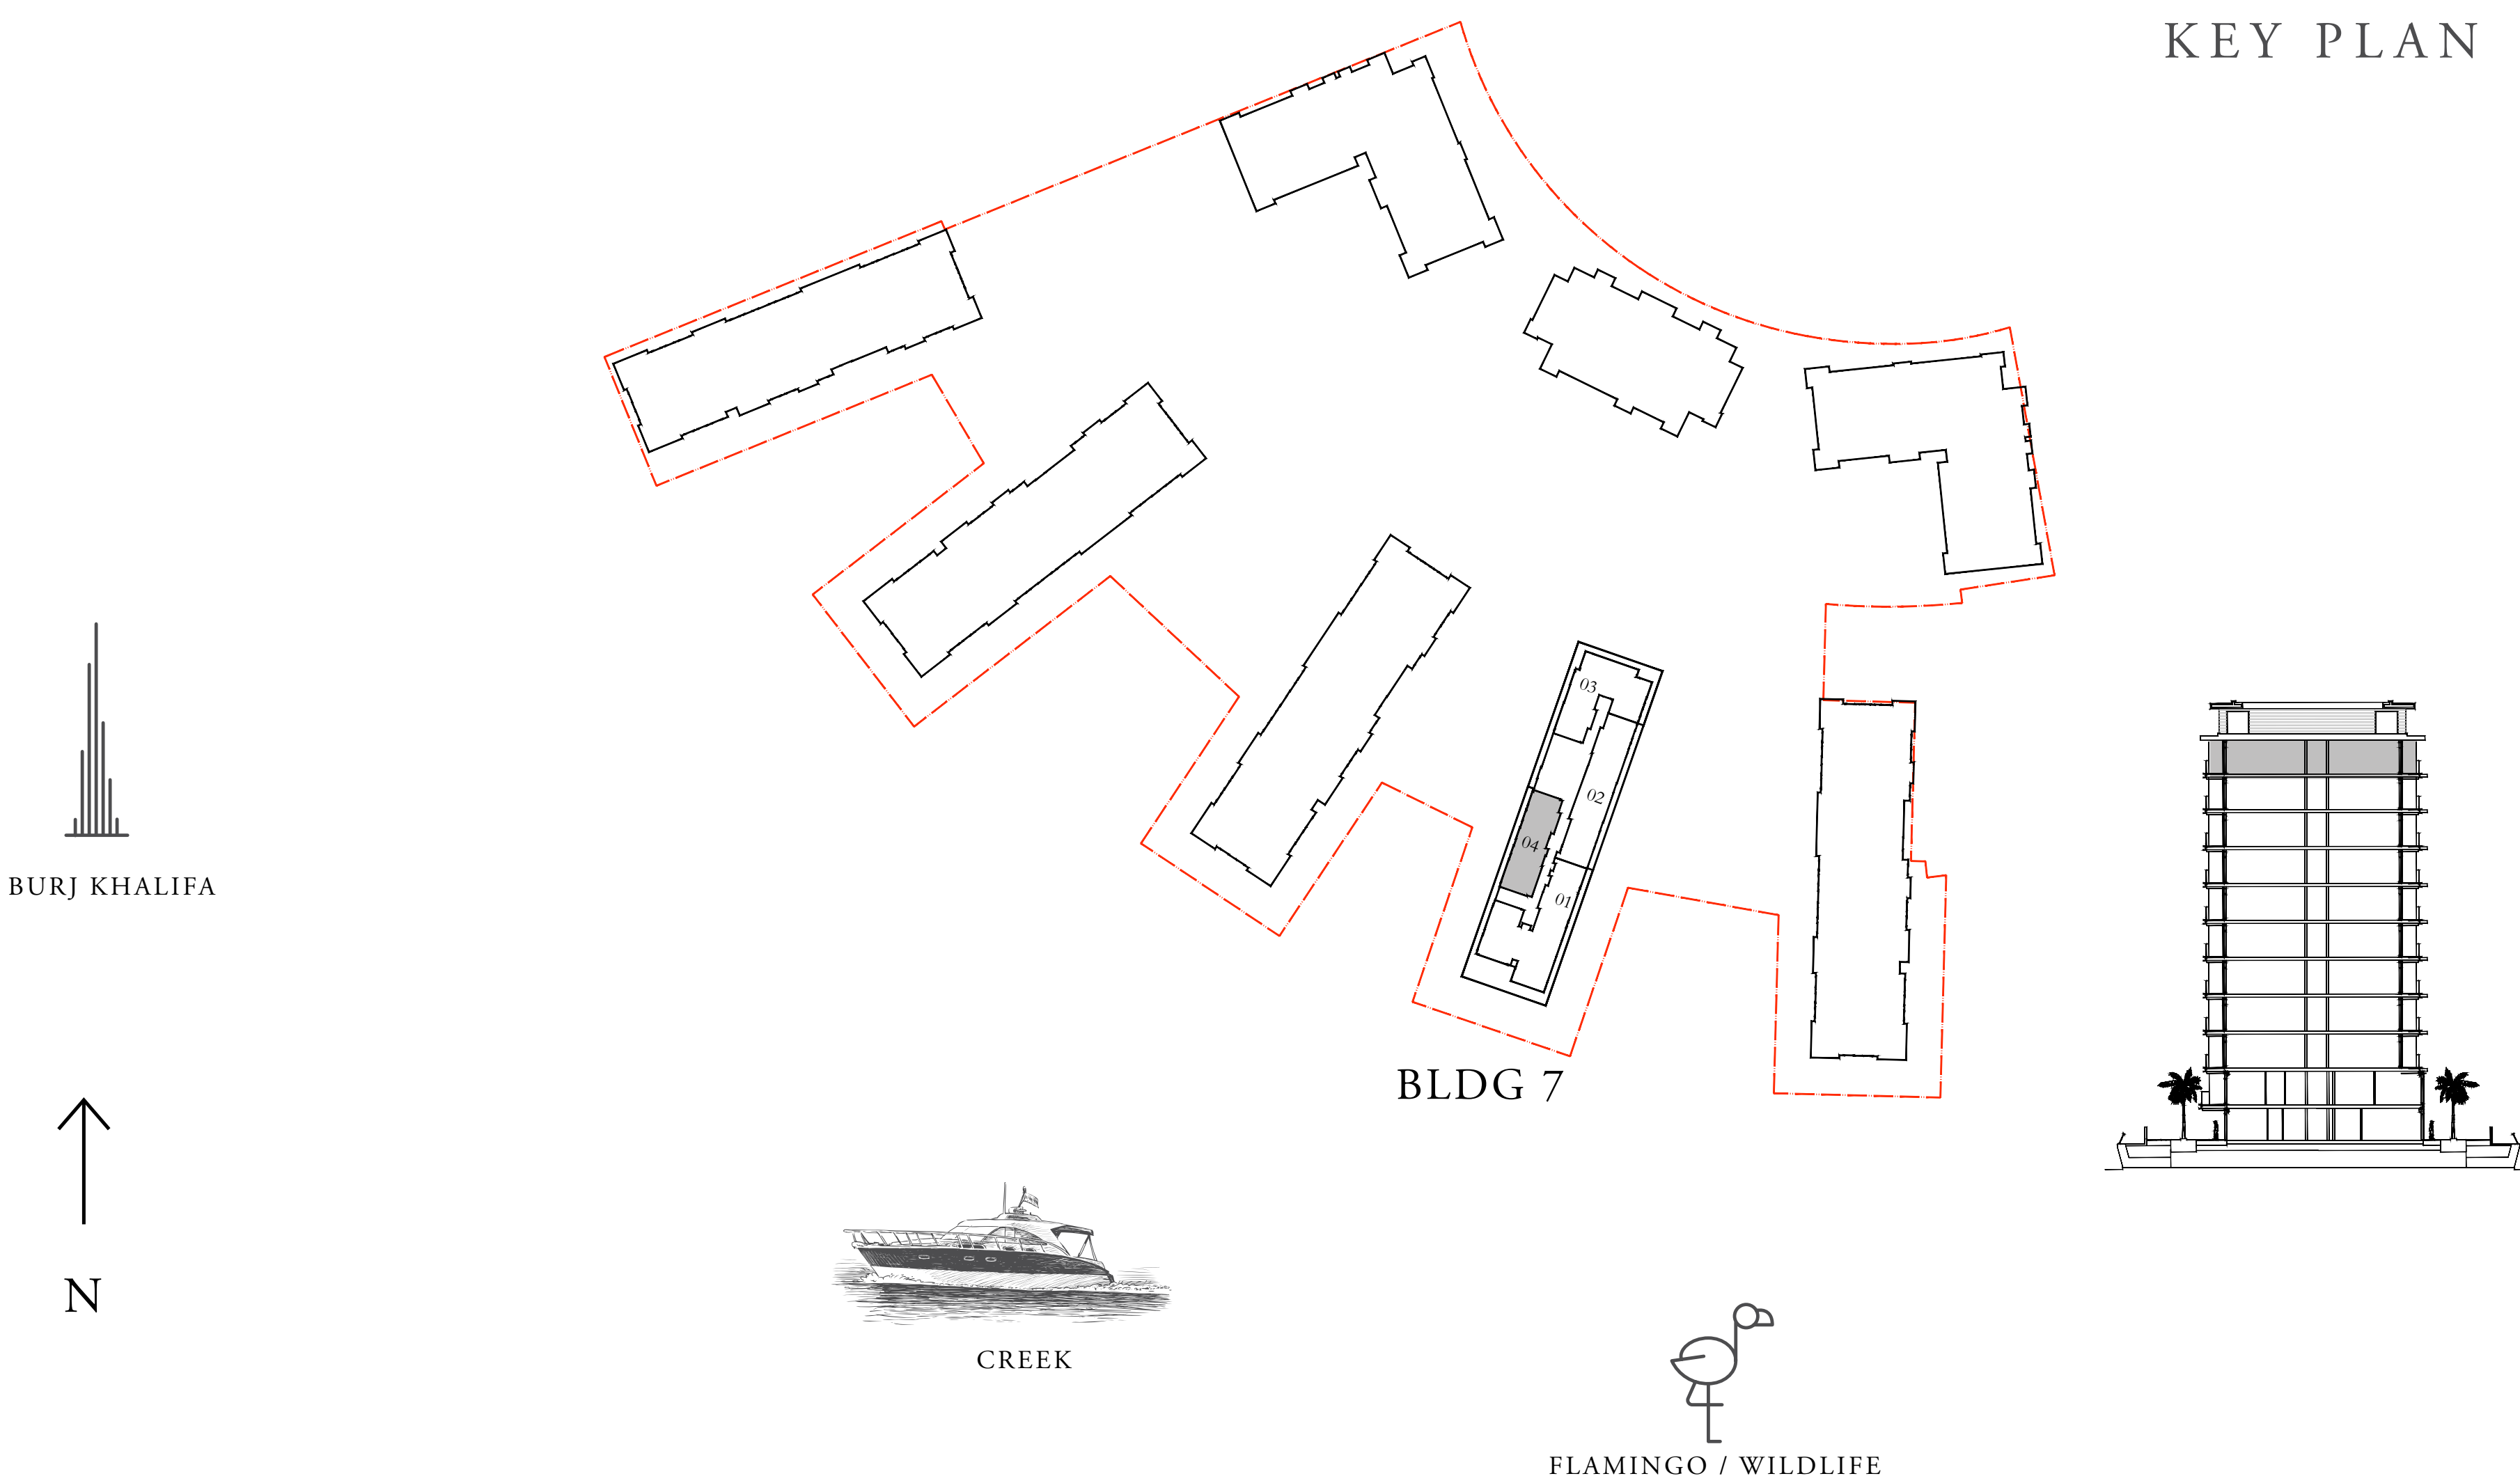 KEY PLAN
03
02
04
01
BURJ KHALIFA
BLDG 7
N
CREEK
FLAMINGO / WILDLIFE